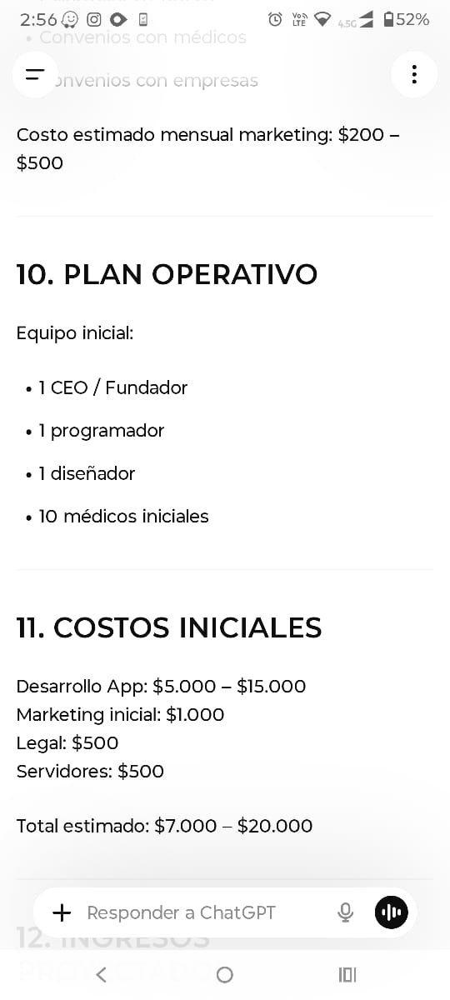 2:56
VoD
LTE
4.5G
52%
• Convenios con médicos
onvenios con empresas
Costo estimado mensual marketing: $200 –
$500
10. PLAN OPERATIVO
Equipo inicial:
• 1 CEO / Fundador
• 1 programador
• 1 diseñador
• 10 médicos iniciales
11. COSTOS INICIALES
Desarrollo App: $5.000 – $15.000
Marketing inicial: $1.000
Legal: $500
Servidores: $500
Total estimado: $7.000 – $20.000
Responder a ChatGPT
12. INGRESOS